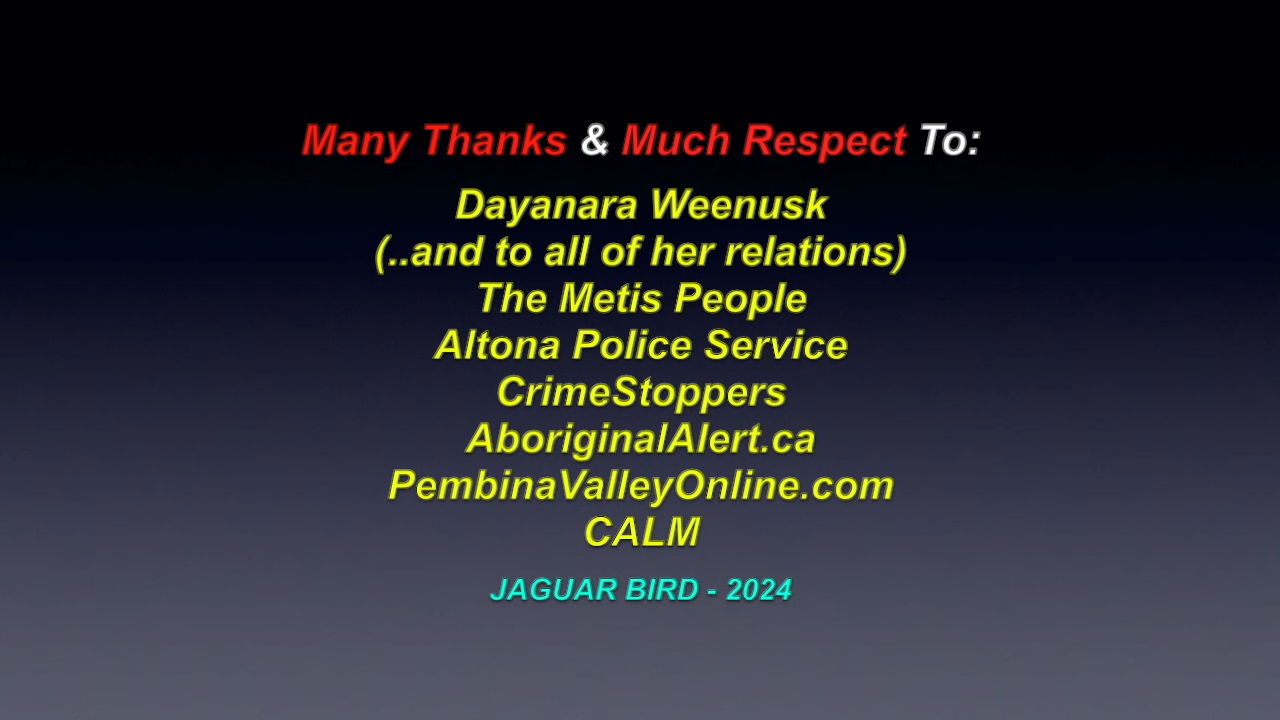 Many Thanks & Much Respect To:
Dayanara Weenusk
(..and to all of her relations)
The Metis People
Altona Police Service
CrimeStoppers
AboriginalAlert.ca
PembinaValleyOnline.com
CALM
JAGUAR BIRD - 2024